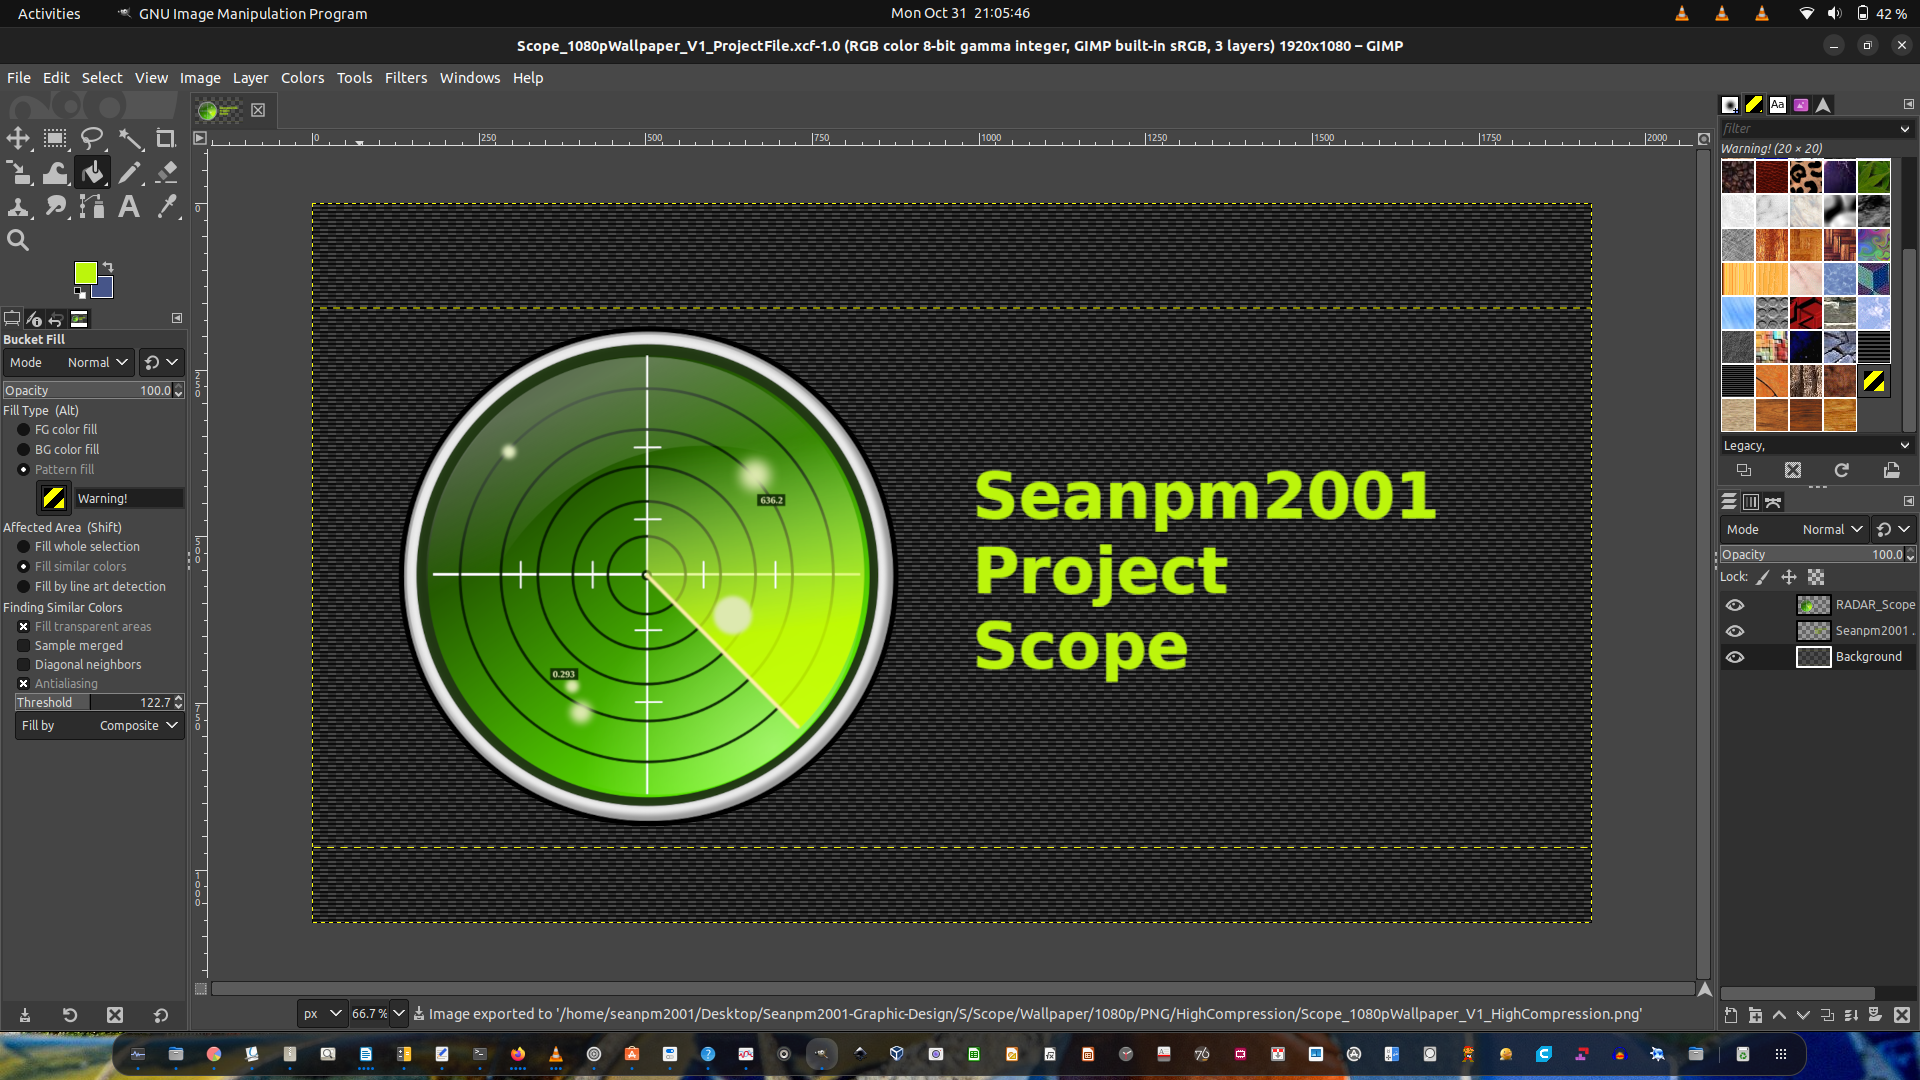 Activities
GNU Image Manipulation Program
Mon Oct 31 21:05:46
42 %
Scope_1080pWallpaper_V1_ProjectFile.xcf-1.0 (RGB color 8-bit gamma integer, GIMP built-in sRGB, 3 layers) 1920x1080 – GIMP
File Edit Select View Image Layer Colors Tools Filters Windows Help
0 250 500 750 1000 1250 1500 1750 2000
Bucket Fill
Mode Normal
Opacity 100.0
Fill Type (Alt)
FG color fill
BG color fill
Pattern fill
Warning!
Affected Area (Shift)
Fill whole selection
Fill similar colors
Fill by line art detection
Finding Similar Colors
Fill transparent areas
Sample merged
Diagonal neighbors
Antialiasing
Threshold 122.7
Fill by Composite
0
250
500
750
1000
636.2
0.293
Seanpm2001
Project
Scope
Aa
filter
Warning! (20 × 20)
Legacy,
Mode Normal
Opacity 100.0
Lock:
RADAR_Scope
Seanpm2001 .
Background
px 66.7 % Image exported to '/home/seanpm2001/Desktop/Seanpm2001-Graphic-Design/S/Scope/Wallpaper/1080p/PNG/HighCompression/Scope_1080pWallpaper_V1_HighCompression.png'
76